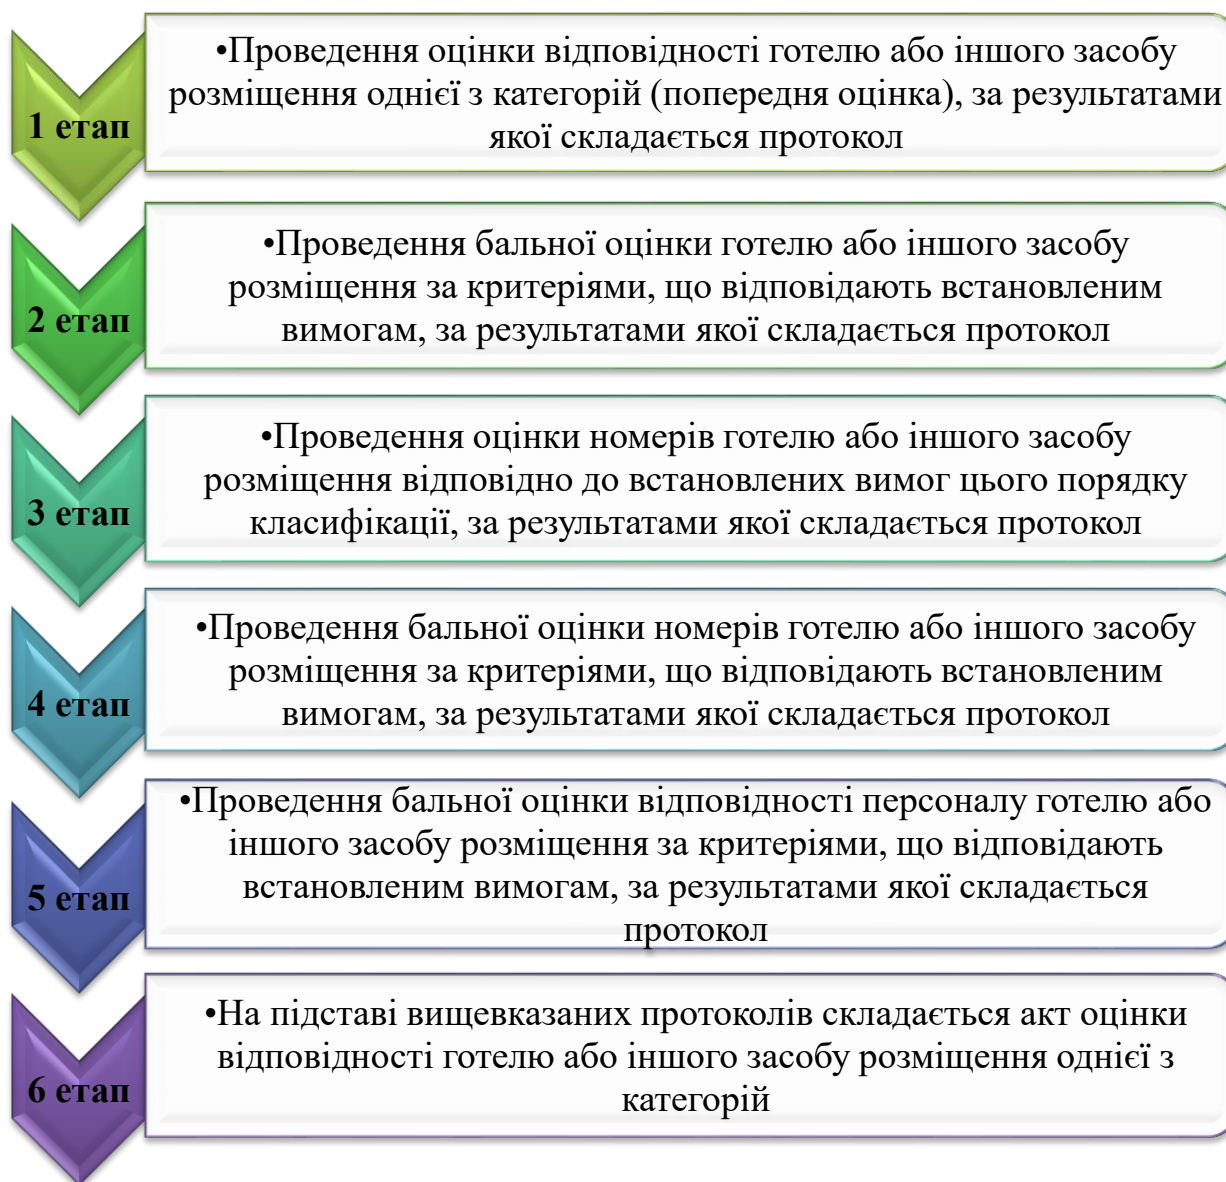 1 етап
•Проведення оцінки відповідності готелю або іншого засобу
розміщення однієї з категорій (попередня оцінка), за результатами
якої складається протокол
2 етап
•Проведення бальної оцінки готелю або іншого засобу
розміщення за критеріями, що відповідають встановленим
вимогам, за результатами якої складається протокол
3 етап
•Проведення оцінки номерів готелю або іншого засобу
розміщення відповідно до встановлених вимог цього порядку
класифікації, за результатами якої складається протокол
4 етап
•Проведення бальної оцінки номерів готелю або іншого засобу
розміщення за критеріями, що відповідають встановленим
вимогам, за результатами якої складається протокол
5 етап
•Проведення бальної оцінки відповідності персоналу готелю або
іншого засобу розміщення за критеріями, що відповідають
встановленим вимогам, за результатами якої складається
протокол
6 етап
•На підставі вищевказаних протоколів складається акт оцінки
відповідності готелю або іншого засобу розміщення однієї з
категорій